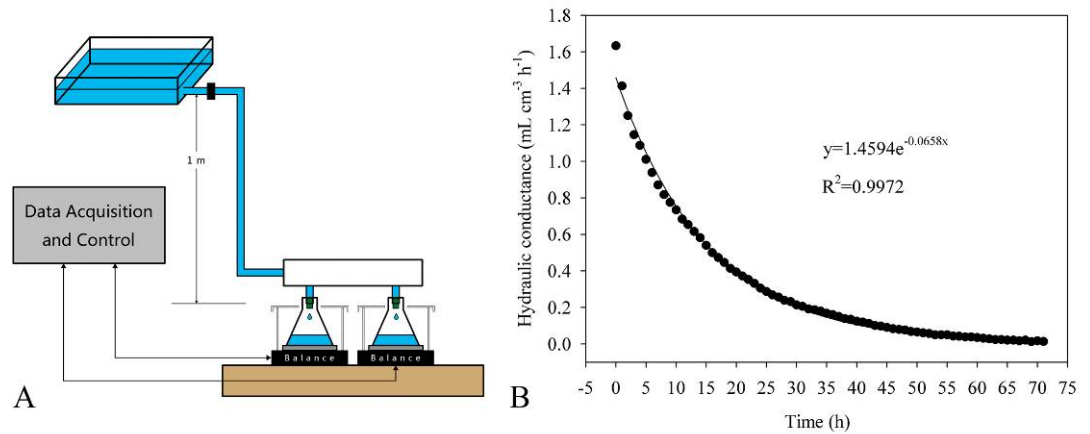 A
1 m
Data Acquisition
and Control
Balance
Balance
B
Hydraulic conductance (mL cm⁻³ h⁻¹)
1.8
1.6
1.4
1.2
1.0
0.8
0.6
0.4
0.2
0.0
y=1.4594e⁻⁰·⁰⁶⁵⁸ˣ
R²=0.9972
-5 0 5 10 15 20 25 30 35 40 45 50 55 60 65 70 75
Time (h)